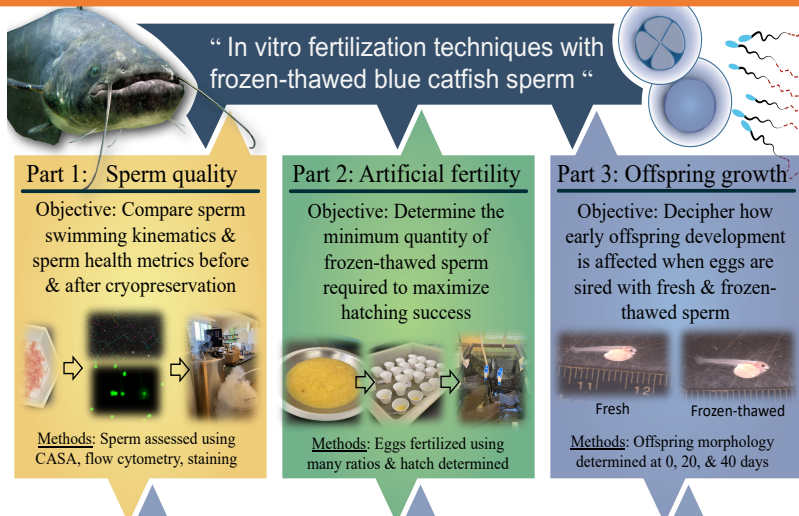 “ In vitro fertilization techniques with
frozen-thawed blue catfish sperm “
Part 1: Sperm quality
Objective: Compare sperm
swimming kinematics &
sperm health metrics before
& after cryopreservation
Methods: Sperm assessed using
CASA, flow cytometry, staining
Part 2: Artificial fertility
Objective: Determine the
minimum quantity of
frozen-thawed sperm
required to maximize
hatching success
Methods: Eggs fertilized using
many ratios & hatch determined
Part 3: Offspring growth
Objective: Decipher how
early offspring development
is affected when eggs are
sired with fresh & frozen-
thawed sperm
11 12
Fresh
Frozen-thawed
Methods: Offspring morphology
determined at 0, 20, & 40 days